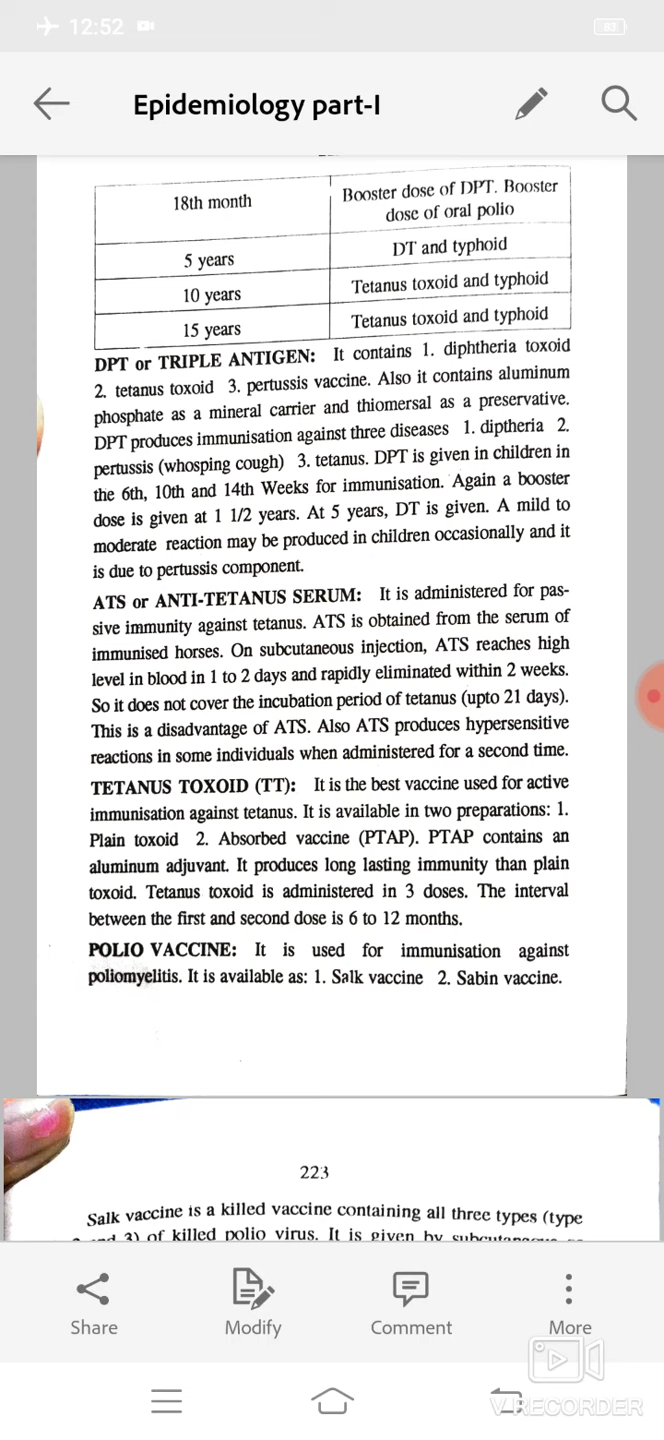 12:52
83
Epidemiology part-I
18th month
Booster dose of DPT. Booster
dose of oral polio
5 years
DT and typhoid
10 years
Tetanus toxoid and typhoid
15 years
Tetanus toxoid and typhoid
DPT or TRIPLE ANTIGEN: It contains 1. diphtheria toxoid
2. tetanus toxoid 3. pertussis vaccine. Also it contains aluminum
phosphate as a mineral carrier and thiomersal as a preservative.
DPT produces immunisation against three diseases 1. diptheria 2.
pertussis (whosping cough) 3. tetanus. DPT is given in children in
the 6th, 10th and 14th Weeks for immunisation. Again a booster
dose is given at 1 1/2 years. At 5 years, DT is given. A mild to
moderate reaction may be produced in children occasionally and it
is due to pertussis component.
ATS or ANTI-TETANUS SERUM: It is administered for pas-
sive immunity against tetanus. ATS is obtained from the serum of
immunised horses. On subcutaneous injection, ATS reaches high
level in blood in 1 to 2 days and rapidly eliminated within 2 weeks.
So it does not cover the incubation period of tetanus (upto 21 days).
This is a disadvantage of ATS. Also ATS produces hypersensitive
reactions in some individuals when administered for a second time.
TETANUS TOXOID (TT): It is the best vaccine used for active
immunisation against tetanus. It is available in two preparations: 1.
Plain toxoid 2. Absorbed vaccine (PTAP). PTAP contains an
aluminum adjuvant. It produces long lasting immunity than plain
toxoid. Tetanus toxoid is administered in 3 doses. The interval
between the first and second dose is 6 to 12 months.
POLIO VACCINE: It is used for immunisation against
poliomyelitis. It is available as: 1. Salk vaccine 2. Sabin vaccine.
223
Salk vaccine is a killed vaccine containing all three types (type
3) of killed polio virus. It is given by
Share
Modify
Comment
More
V RECORDER